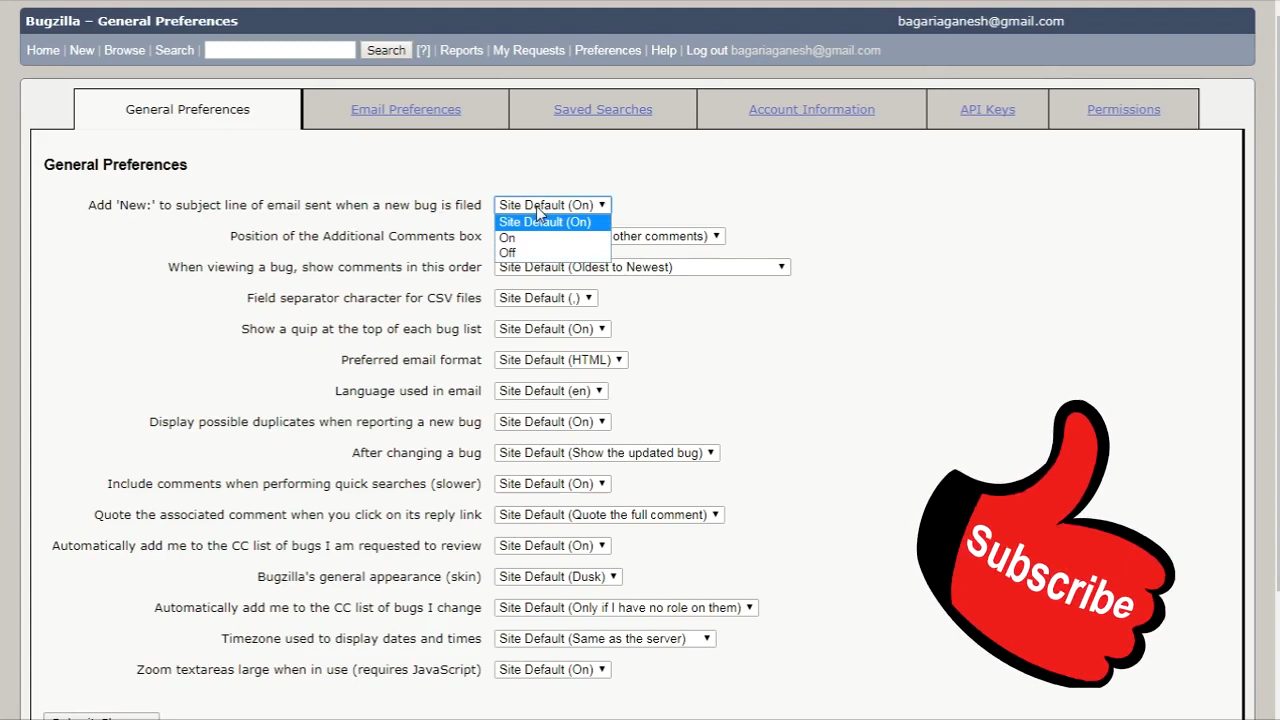 Bugzilla – General Preferences bagariaganesh@gmail.com
Home | New | Browse | Search | Search [?] | Reports | My Requests | Preferences | Help | Log out bagariaganesh@gmail.com
General Preferences Email Preferences Saved Searches Account Information API Keys Permissions
General Preferences
Add 'New:' to subject line of email sent when a new bug is filed Site Default (On)
Site Default (On)
On
Off
Position of the Additional Comments box other comments)
When viewing a bug, show comments in this order Site Default (Oldest to Newest)
Field separator character for CSV files Site Default (,)
Show a quip at the top of each bug list Site Default (On)
Preferred email format Site Default (HTML)
Language used in email Site Default (en)
Display possible duplicates when reporting a new bug Site Default (On)
After changing a bug Site Default (Show the updated bug)
Include comments when performing quick searches (slower) Site Default (On)
Quote the associated comment when you click on its reply link Site Default (Quote the full comment)
Automatically add me to the CC list of bugs I am requested to review Site Default (On)
Bugzilla's general appearance (skin) Site Default (Dusk)
Automatically add me to the CC list of bugs I change Site Default (Only if I have no role on them)
Timezone used to display dates and times Site Default (Same as the server)
Zoom textareas large when in use (requires JavaScript) Site Default (On)
Subscribe